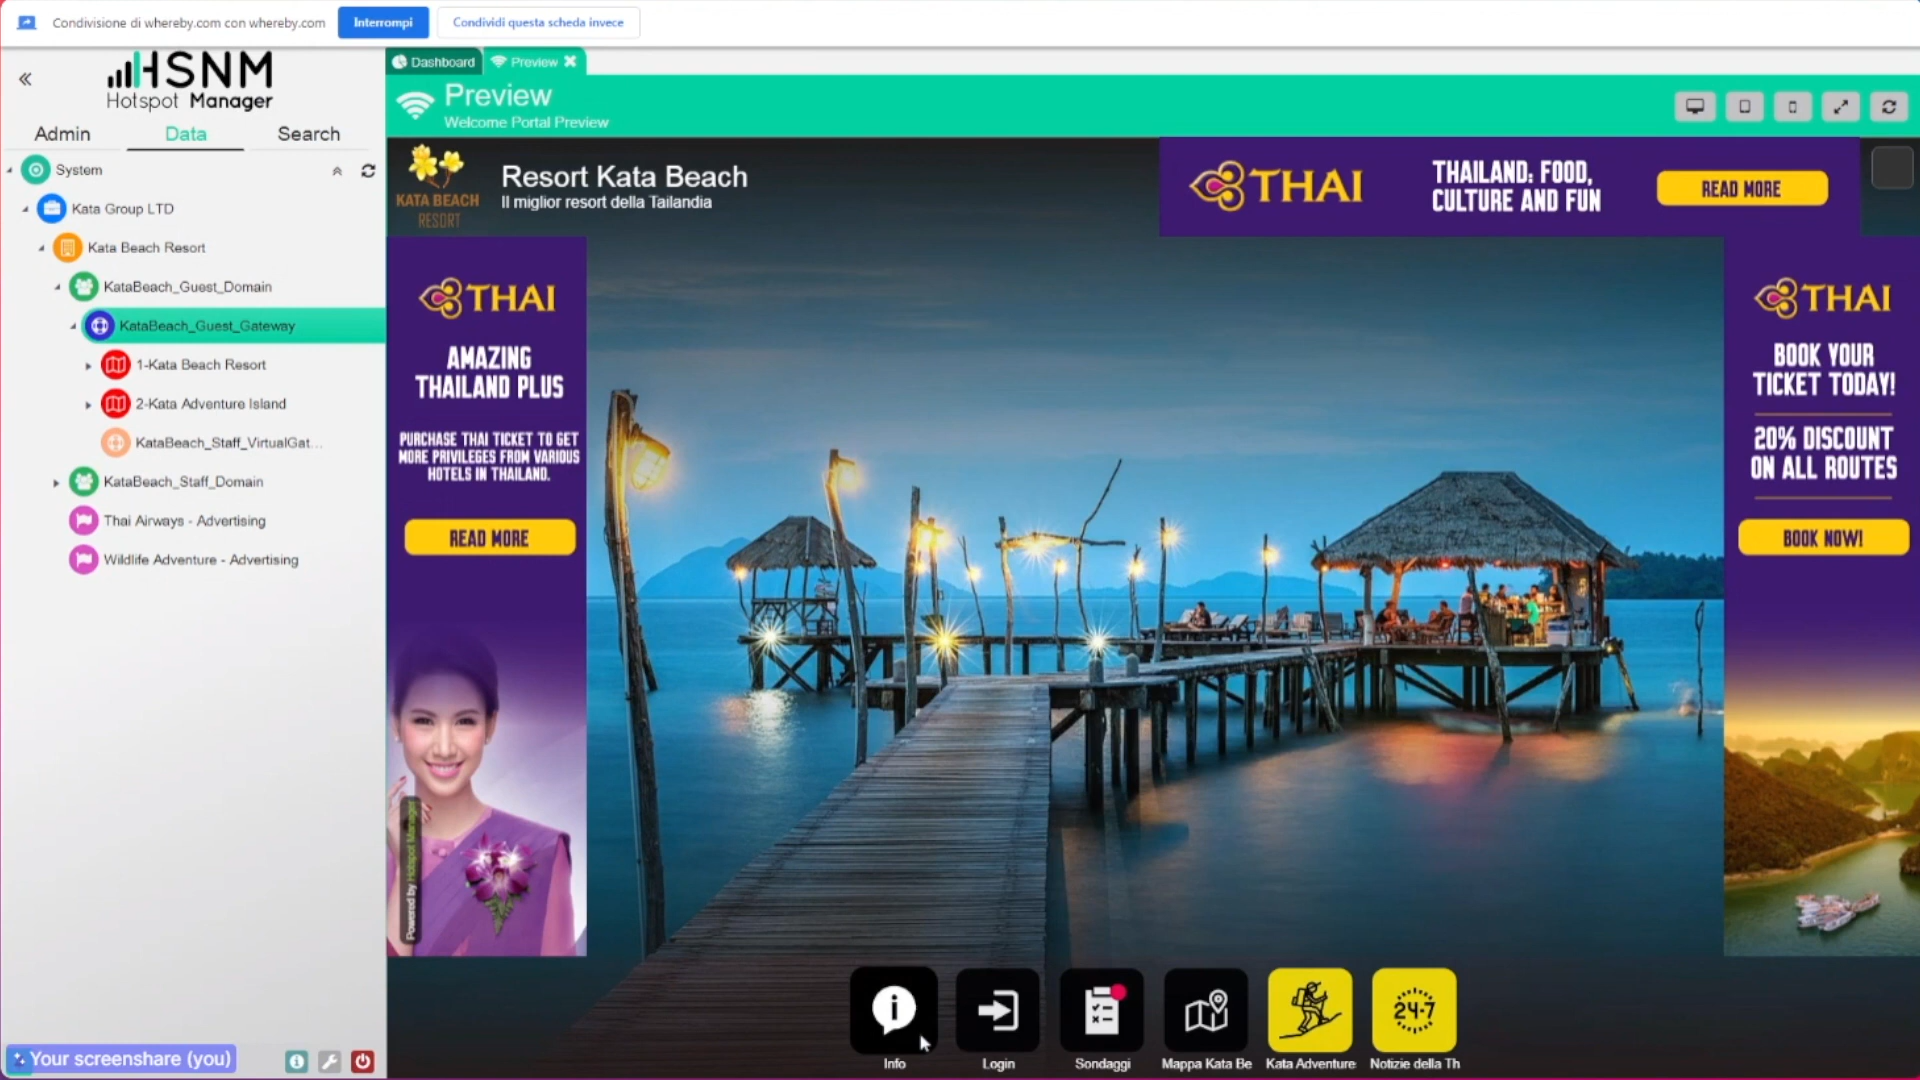 Condivisione di whereby.com con whereby.com
Interrompi
Condividi questa scheda invece
HSNM
Hotspot Manager
Admin
Data
Search
System
Kata Group LTD
Kata Beach Resort
KataBeach_Guest_Domain
KataBeach_Guest_Gateway
1-Kata Beach Resort
2-Kata Adventure Island
KataBeach_Staff_VirtualGat...
KataBeach_Staff_Domain
Thai Airways - Advertising
Wildlife Adventure - Advertising
Your screenshare (you)
Dashboard
Preview
Preview
Welcome Portal Preview
KATA BEACH
RESORT
Resort Kata Beach
Il miglior resort della Tailandia
THAI
THAILAND: FOOD,
CULTURE AND FUN
READ MORE
THAI
AMAZING
THAILAND PLUS
PURCHASE THAI TICKET TO GET
MORE PRIVILEGES FROM VARIOUS
HOTELS IN THAILAND.
READ MORE
Powered by Hotspot Manager
THAI
BOOK YOUR
TICKET TODAY!
20% DISCOUNT
ON ALL ROUTES
BOOK NOW!
24-7
Info
Login
Sondaggi
Mappa Kata Be
Kata Adventure
Notizie della Th